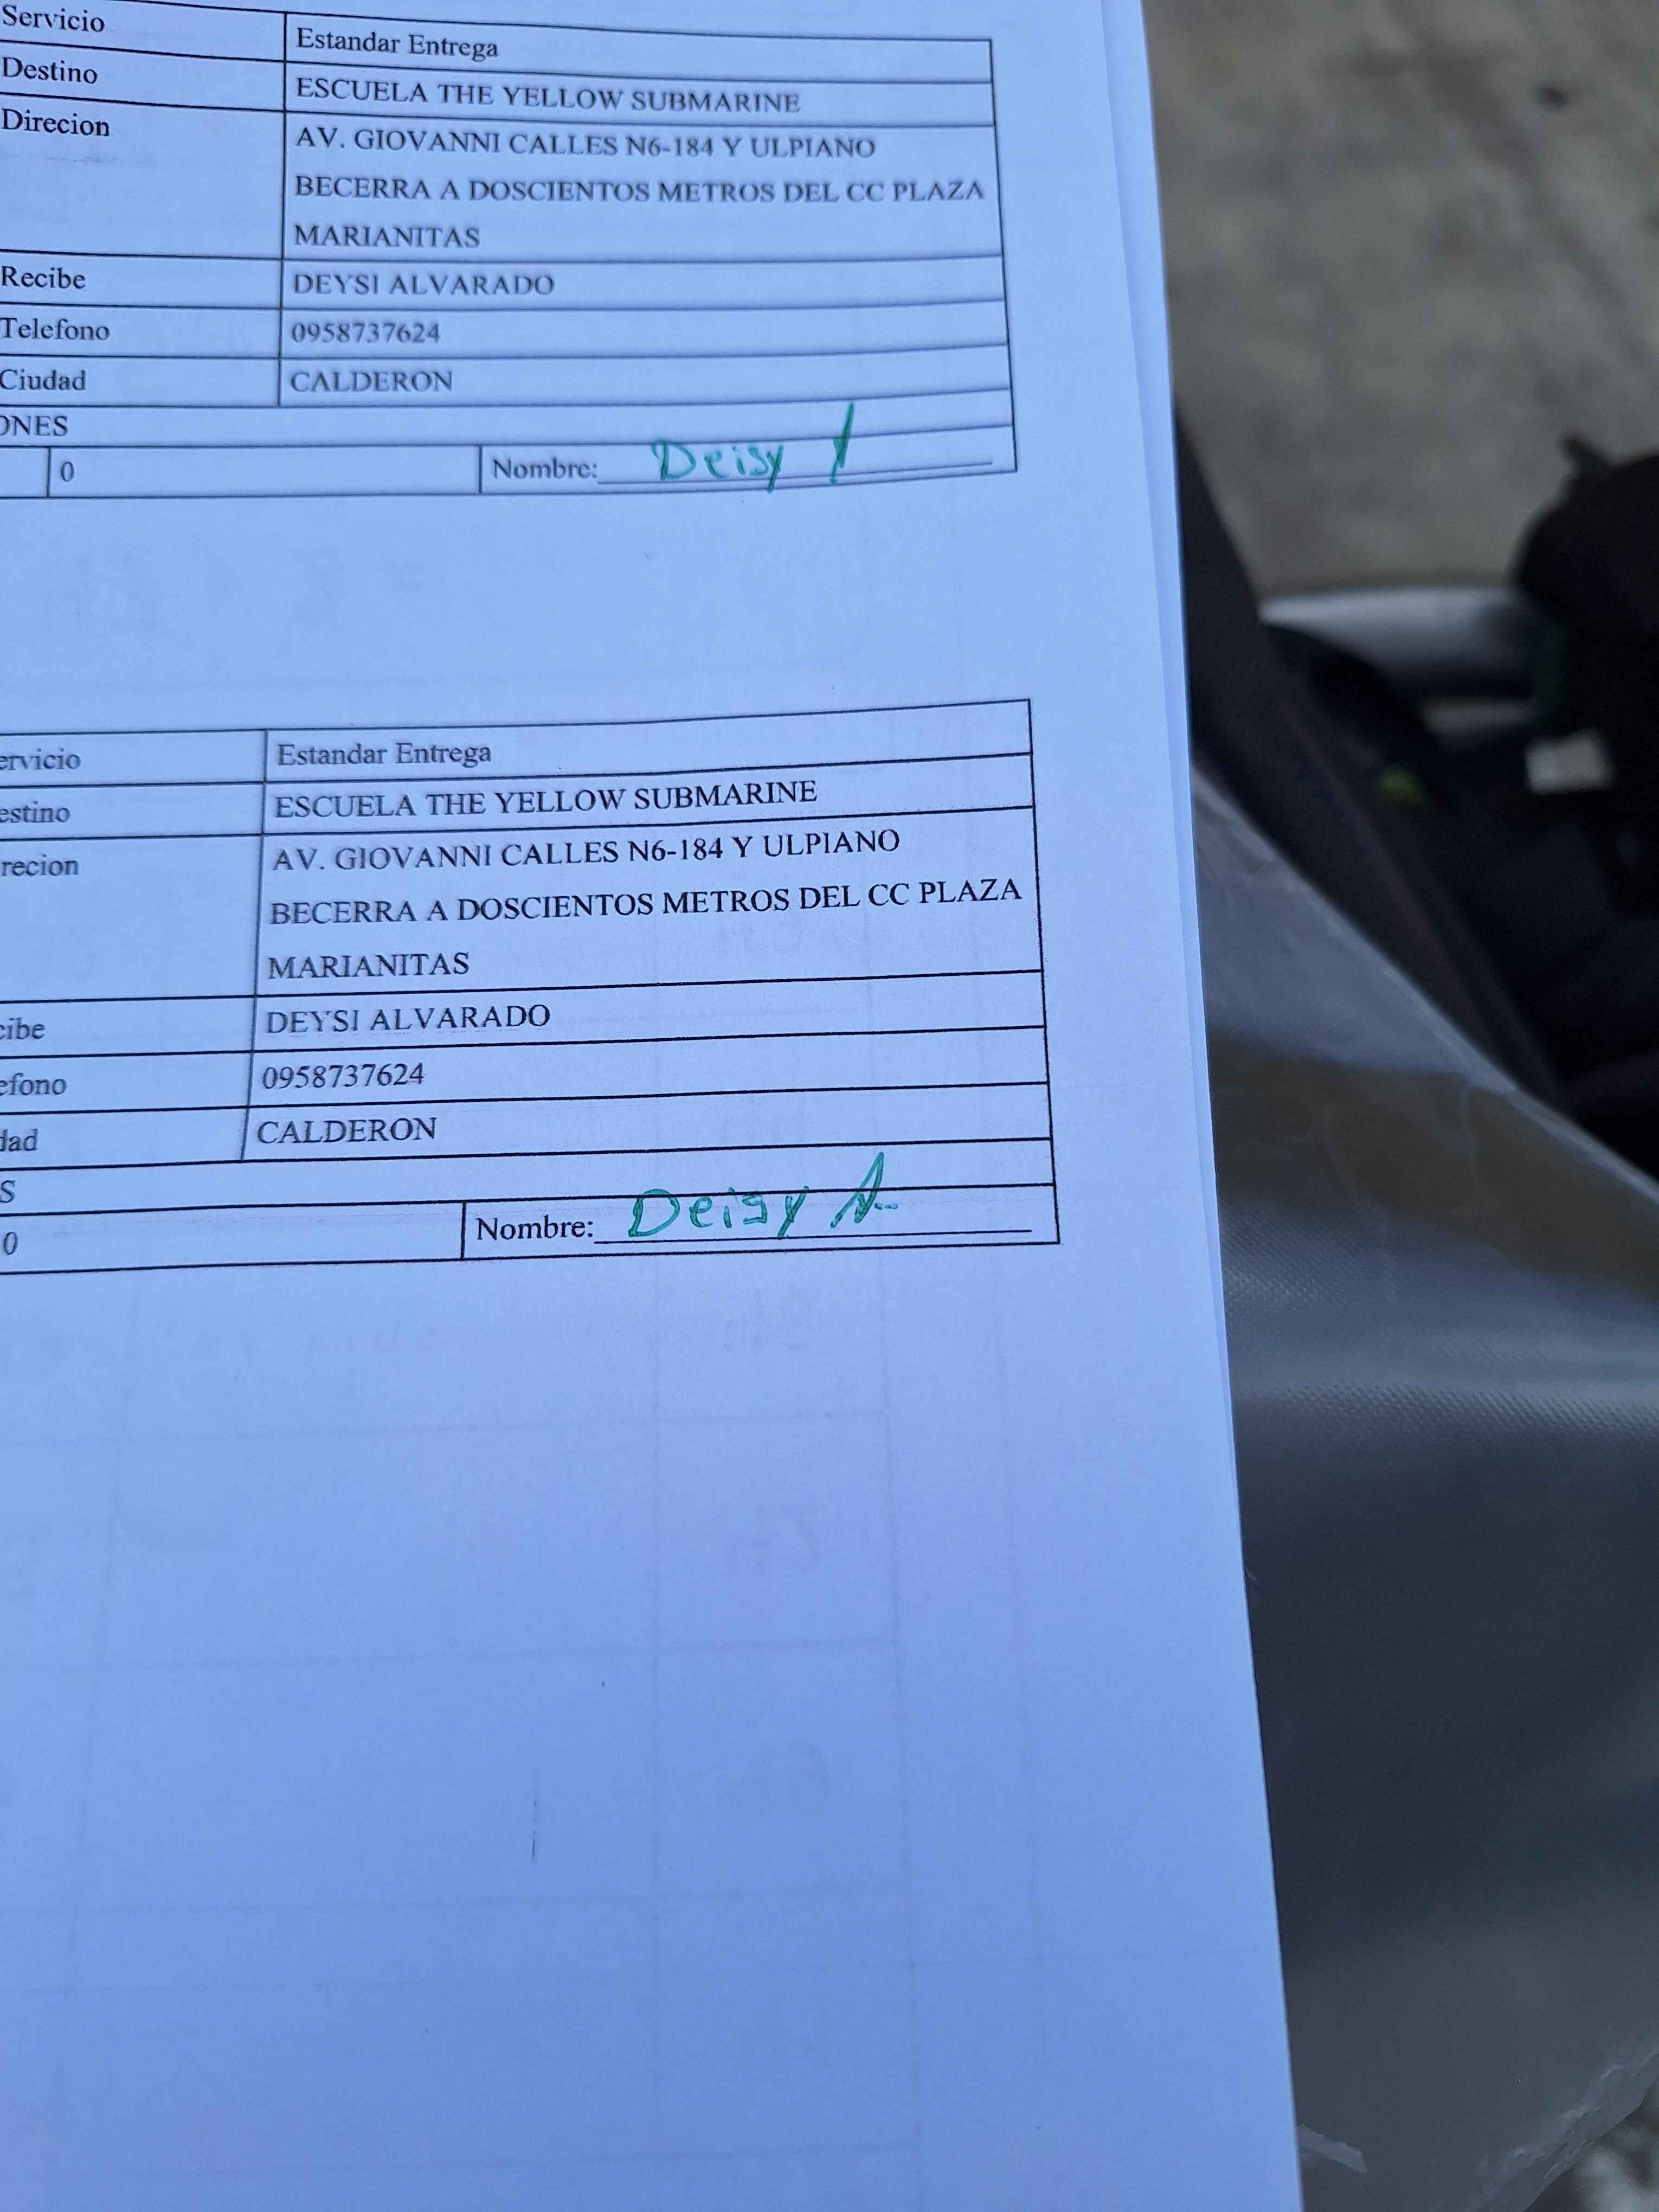 Servicio Estandar Entrega
Destino ESCUELA THE YELLOW SUBMARINE
Direcion AV. GIOVANNI CALLES N6-184 Y ULPIANO
BECERRA A DOSCIENTOS METROS DEL CC PLAZA
MARIANITAS
Recibe DEYSI ALVARADO
Telefono 0958737624
Ciudad CALDERON
ONES
0 Nombre: Deisy
ervicio Estandar Entrega
estino ESCUELA THE YELLOW SUBMARINE
recion AV. GIOVANNI CALLES N6-184 Y ULPIANO
BECERRA A DOSCIENTOS METROS DEL CC PLAZA
MARIANITAS
cibe DEYSI ALVARADO
efono 0958737624
dad CALDERON
S
0 Nombre: Deisy A.